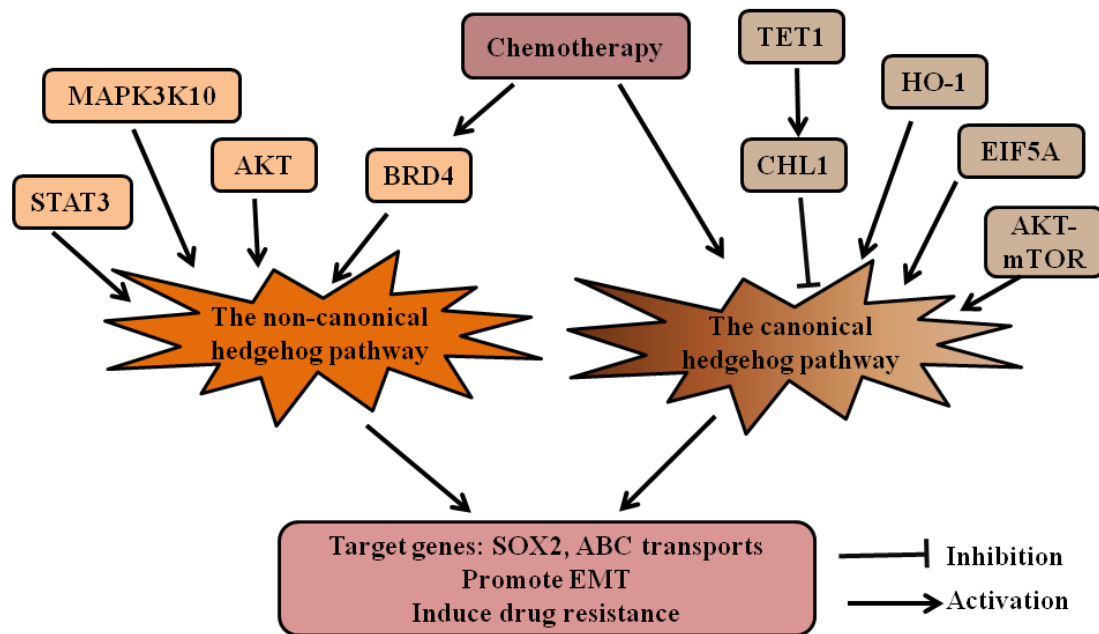 Chemotherapy
TET1
MAPK3K10
HO-1
AKT
BRD4
CHL1
EIF5A
STAT3
AKT-
mTOR
The non-canonical
hedgehog pathway
The canonical
hedgehog pathway
Target genes: SOX2, ABC transports
Promote EMT
Induce drug resistance
Inhibition
Activation